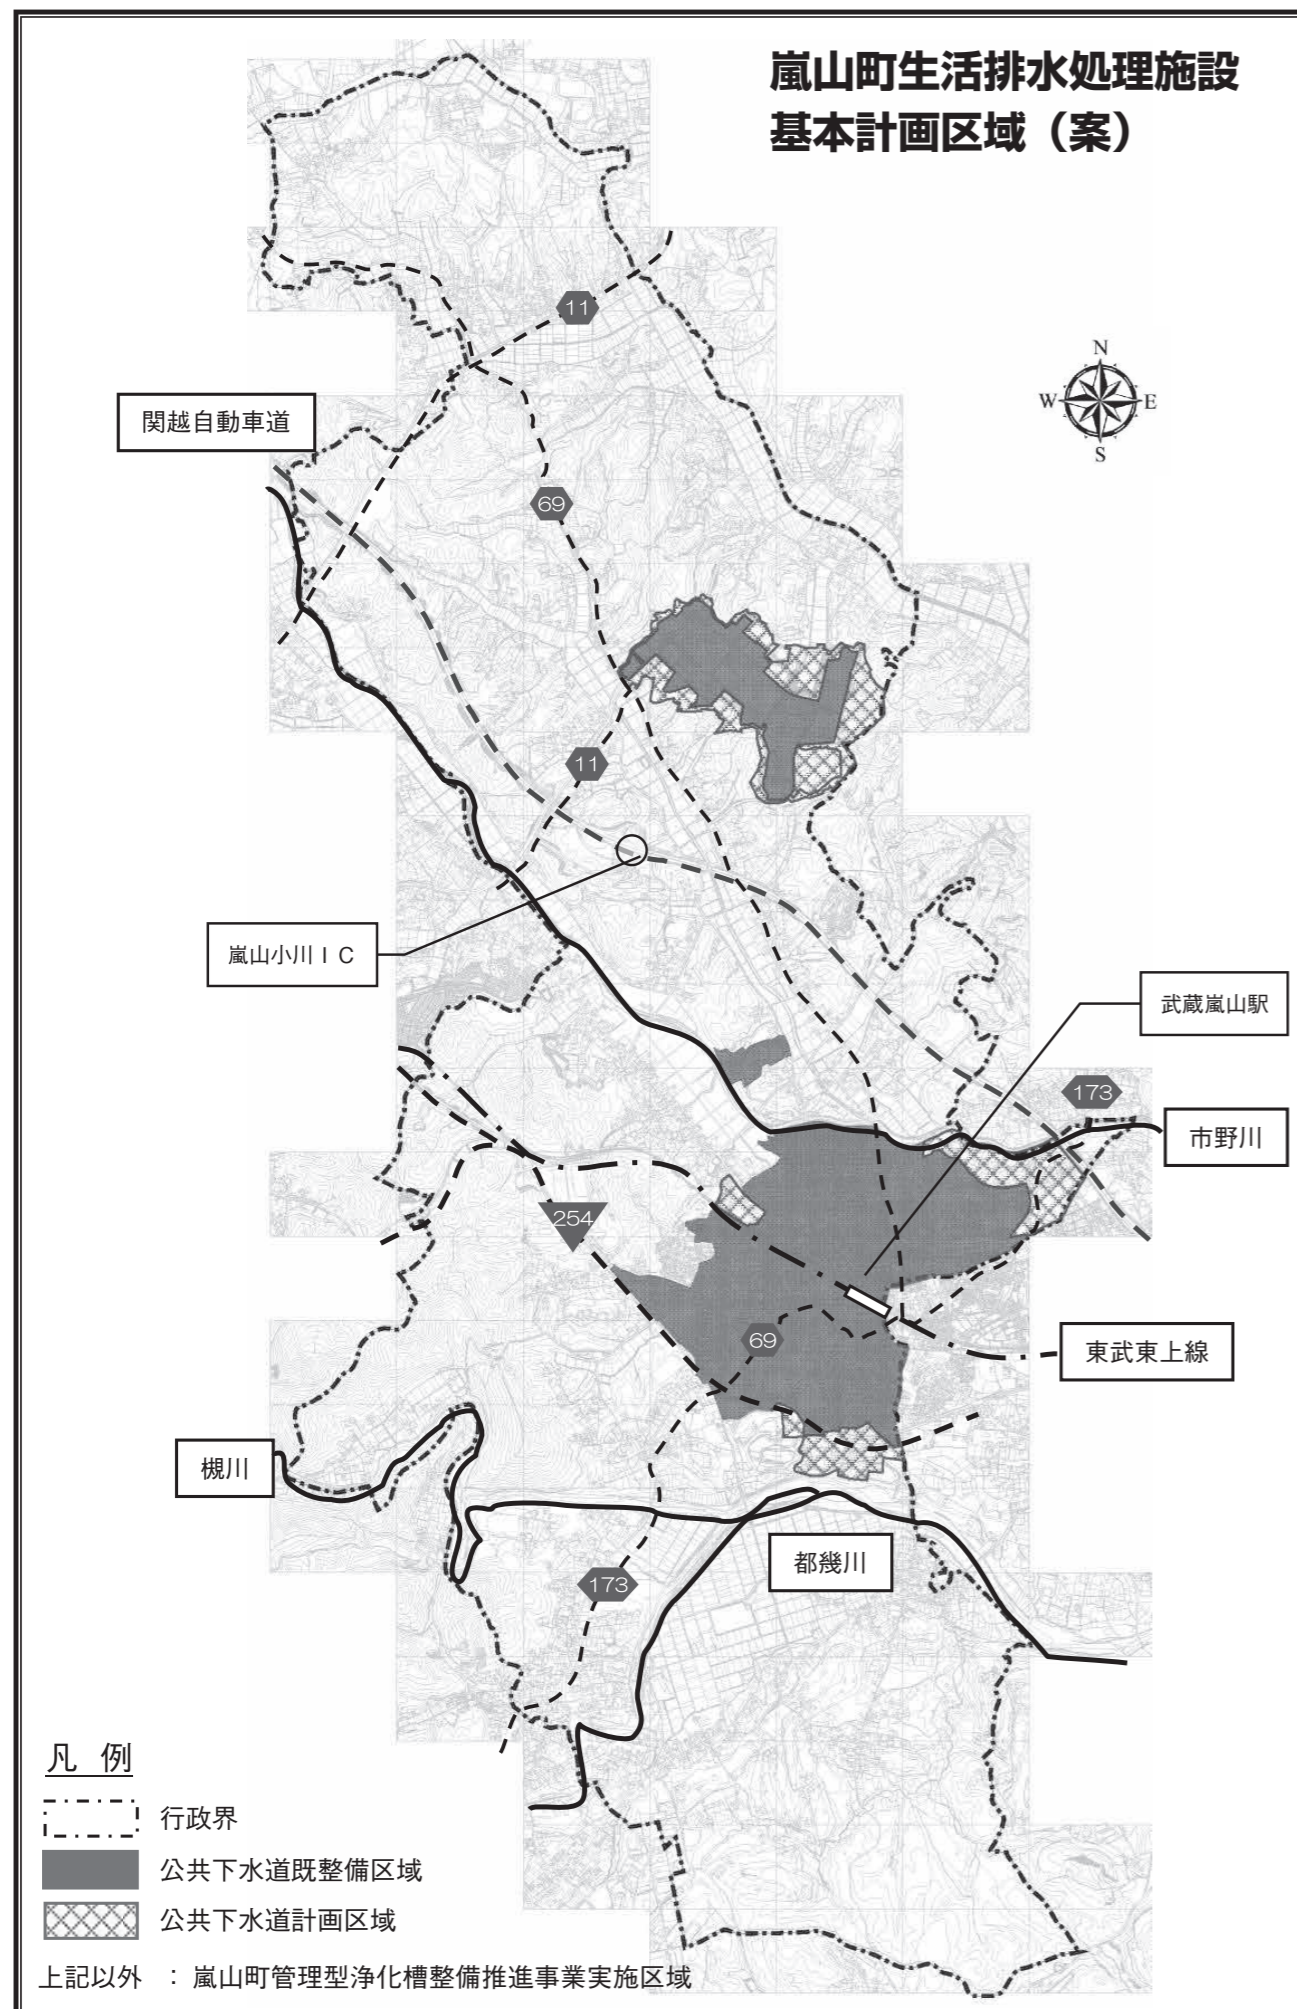 嵐山町生活排水処理施設
基本計画区域（案）
N
W
E
S
11
関越自動車道
69
11
嵐山小川ＩＣ
武蔵嵐山駅
173
市野川
254
69
東武東上線
槻川
都幾川
173
凡 例
行政界
公共下水道既整備区域
公共下水道計画区域
上記以外 ：嵐山町管理型浄化槽整備推進事業実施区域